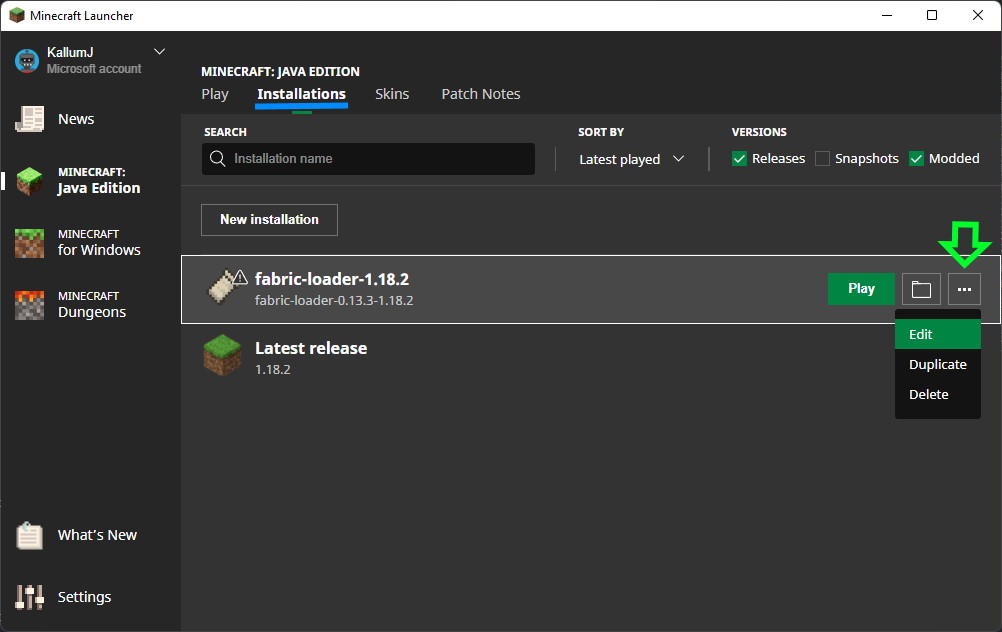 Minecraft Launcher
KallumJ
Microsoft account
News
MINECRAFT:
Java Edition
MINECRAFT
for Windows
MINECRAFT
Dungeons
What's New
Settings
MINECRAFT: JAVA EDITION
Play Installations Skins Patch Notes
SEARCH SORT BY VERSIONS
Installation name Latest played Releases Snapshots Modded
New installation
fabric-loader-1.18.2
fabric-loader-0.13.3-1.18.2
Play
...
Edit
Duplicate
Delete
Latest release
1.18.2